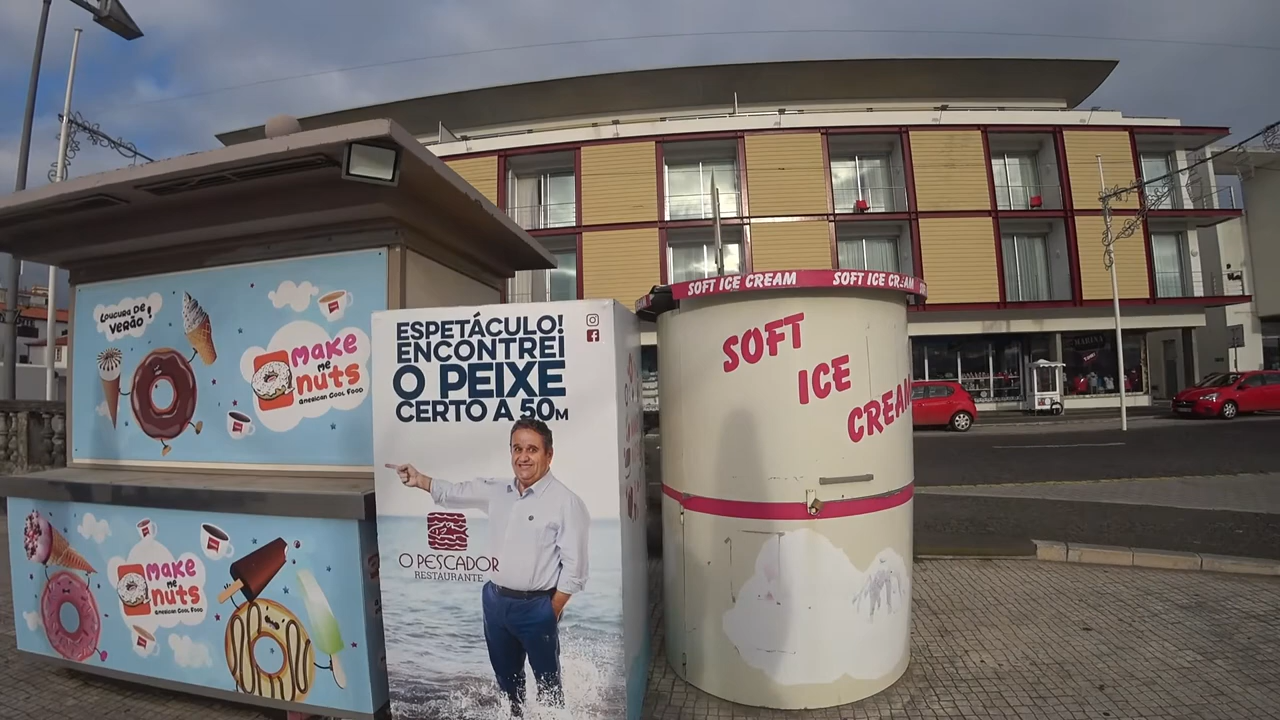 LOUCURA DE
VERÃO!
MAKE
ME
NUTS
AMERICAN COOL FOOD
MAKE
ME
NUTS
AMERICAN COOL FOOD
ESPETÁCULO!
ENCONTREI
O PEIXE
CERTO A 50M
O PESCADOR
RESTAURANTE
SOFT ICE CREAM
SOFT ICE CREAM
SOFT
ICE
CREAM